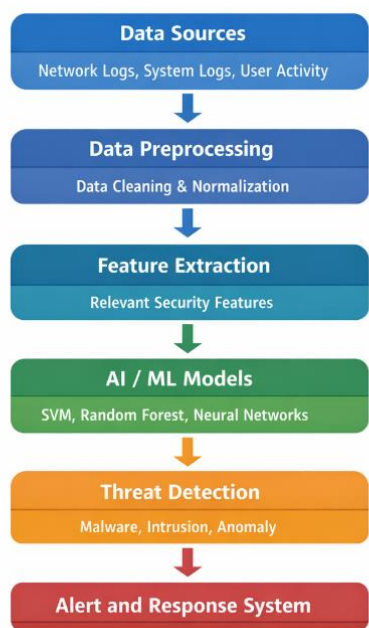 Data Sources
Network Logs, System Logs, User Activity
Data Preprocessing
Data Cleaning & Normalization
Feature Extraction
Relevant Security Features
AI / ML Models
SVM, Random Forest, Neural Networks
Threat Detection
Malware, Intrusion, Anomaly
Alert and Response System